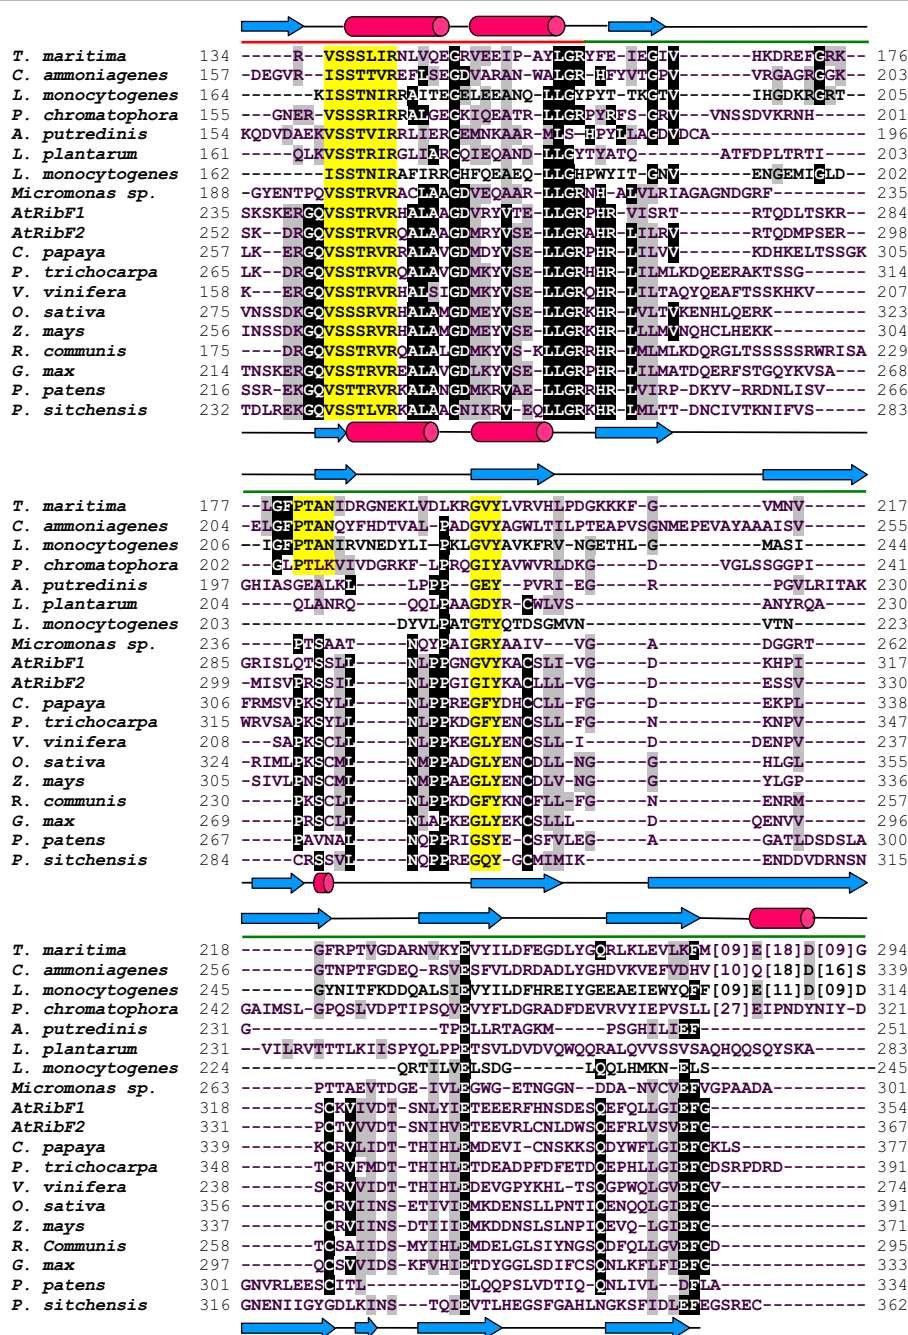 T. maritima 134 -----R--VSSSLIRNLVQEGRVEEIP-AYLGRYFE-IEGIV-------HKDREFGRK-- 176
C. ammoniagenes 157 -DEGVR--ISSTTVREFLSEGDVARAN-WALGR-HFYVTGPV-------VRGAGRGGK-- 203
L. monocytogenes 164 -------KISSTNIRRAITEGELEEANQ-LLGYPYT-TKGTV-------IHGDKRGRT-- 205
P. chromatophora 155 ---GNER-VSSSRIRRALGEGKIQEATR-LLGRPYRFS-GRV---VNSSDVKRNH----- 201
A. putredinis 154 KQDVDAEKVSSTVIRRLIERGEMNKAAR-MLS-HPYLLAGDVDCA--------------- 196
L. plantarum 161 -----QLKVSSTRIRGLIARGQIEQAND-LLGYTYATQ--------ATFDPLTRTI---- 203
L. monocytogenes 162 --------ISSTNIRAFIRRGHFQEAEQ-LLGHPWYIT-GNV-------ENGEMIGLD-- 202
Micromonas sp. 188 -GYENTPQVSSTRVRACLAAGDVEQAAR-LLGRNH-ALVLRIAGAGNDGRF--------- 235
AtRibF1 235 SKSKERGQVSSTRVRHALAAGDVRYVTE-LLGRPHR-VISRT-------RTQDLTSKR-- 284
AtRibF2 252 SK--DRGQVSSTRVRQALAAGDMRYVSE-LLGRAHR-LILRV-------RTQDMPSER-- 298
C. papaya 257 LK--ERGQVSSTRVRRALAVGDMDYVSE-LLGRPHR-LILVV-------KDHKELTSSGK 305
P. trichocarpa 265 LK--DRGQVSSTRVRQALAVGDMKYVSE-LLGRHHR-LILMLKDQEERAKTSSG------ 314
V. vinifera 158 K---ERGQVSSTRVRHALSIGDMKYVSE-LLGRQHR-LILTAQYQEAFTSSKHKV----- 207
O. sativa 275 VNSSDKGQVSSSRVRHALAMGDMEYVSE-LLGRKHR-LVLTVKENHLQERK--------- 323
Z. mays 256 INSSDKGQVSSSRVRHALAMGDMEYVSE-LLGRKHR-LLLMVNQHCLHEKK--------- 304
R. communis 175 ----DRGQVSSTRVRQALALGDMKYVS-KLLGRRHR-LMLMLKDQRGLTSSSSSRWRISA 229
G. max 214 TNSKERGQVSSTRVREALAVGDLKYVSE-LLGRPHR-LILMATDQERFSTGQYKVSA--- 268
P. patens 216 SSR-EKGQVSTTRVRKALANGDMKRVAE-LLGRPHR-LVIRP-DKYV-RRDNLISV---- 266
P. sitchensis 232 TDLREKGQVSSTLVRKALAAGNIKRV-EQLLGRKHR-LMLTT-DNCIVTKNIFVS----- 283
T. maritima 177 --LGFPTANIDRGNEKLVDLKRGVYLVRVHLPDGKKKF-G----------VMNV------ 217
C. ammoniagenes 204 -ELGFPTANQYFHDTVAL-PADGVYAGWLTILPTEAPVSGNMEPEVAYAAAISV------ 255
L. monocytogenes 206 --IGFPTANIRVNEDYLI-PKLGVYAVKFRV-NGETHL-G----------MASI------ 244
P. chromatophora 202 ---GLPTLKVIVDGRKF-LPRQGIYAVWVRLDKG----D------VGLSSGGPI------ 241
A. putredinis 197 GHIASGEALKL-----LPPP--GEY--PVRI-EG----R----------PGVLRITAK 230
L. plantarum 204 -----QLANRQ----QQLPAAGDYR-CWLVS------------------ANYRQA----- 230
L. monocytogenes 203 ---------------DYVLPATGTYQTDSGMVN----------------VTN-------- 223
Micromonas sp. 236 -----PTSAAT-----NQYPAIGRYAAIV---VG-----A----------DGGRT----- 262
AtRibF1 285 GRISLQTSSLL-----NLPPGNGVYKACSLI-VG-----D----------KHPI------ 317
AtRibF2 299 -MISVPRSSIL-----NLPPGIGIYKACLLL-VG-----D----------ESSV------ 330
C. papaya 306 FRMSVPKSYLL-----NLPPREGFYDHCCLL-FG-----D----------EKPL------ 338
P. trichocarpa 315 WRVSAPKSYLL-----NLPPKDGFYENCSLL-FG-----N----------KNPV------ 347
V. vinifera 208 ---SAPKSCLL-----NLPPKEGLYENCSLL-I------D----------DENPV----- 237
O. sativa 324 -RIMLPKSCML-----NMPPADGLYENCDLL-NG-----G----------HLGL------ 355
Z. mays 305 -SIVLPNSCML-----NMPPAEGLYENCDLV-NG-----G----------YLGP------ 336
R. communis 230 -----PKSCLL-----NLPPKDGFYKNCFLL-FG-----N----------ENRM------ 257
G. max 269 -----PRSCLL-----NLAPKEGLYEKCSLLL-------D---------QENVV------ 296
P. patens 267 -----PAVNAL-----NQPPRIGSYE-CSFVLEG-----A----------GATLDSDSLA 300
P. sitchensis 284 -----CRSSVL-----NQPPREGQY-GCMIMIK-----------------ENDDVDRNSN 315
T. maritima 218 -------GFRPTVGDARNVKYEVYILDFEGDLYGQRLKLEVLKFM[09]E[18]D[09]G 294
C. ammoniagenes 256 -------GTNPTFGDEQ-RSVESFVLDRDADLYGHDVKVEFVDHV[10]Q[18]D[16]S 339
L. monocytogenes 245 -------GYNITFKDDQALSIEVYILDFHREIYGEEAEIEWYQFF[09]E[11]D[09]D 314
P. chromatophora 242 GAIMSL-GPQSLVDPTIPSQVEVYFLDGRADFDEVRVYIEPVSLL[27]EIPNDYNIY-D 321
A. putredinis 231 G------------------TPELLRTAGKM-----PSGHILIEF 251
L. plantarum 231 --VILRVTTTLKIISPYQLPPETSVLDVDVQWQQRALQVVSSVSAQHQQSQYSKA----- 283
L. monocytogenes 224 ---------------QRTILVELSDG-------LQQLHMKN-ELS--------------- 245
Micromonas sp. 263 -------PTTAEVTDGE-IVLEGWG-ETNGGN--DDA-NVCVEFVGPAADA--------- 301
AtRibF1 318 --------SCKVIVDT-SNLYIETEEERFHNSDESQEFQLLGIEFG-------------- 354
AtRibF2 331 --------PCTVVVDT-SNIHVETEEVRLCNLDWSQEFRLVSVEFG-------------- 367
C. papaya 339 --------KCRVLIDT-THIHLEMDEVI-CNSKKSQDYWFLGIEFGKLS----------- 371
P. trichocarpa 348 --------TCRVFMDT-THIHLETDEADPFDFETDQEPHLLGIEFGDSRPDRD------- 391
V. vinifera 238 --------SCRVVIDT-THIHLEDEVGPYKHL-TSQGPWQLGVEFGV------------- 274
O. sativa 356 --------CRVIINS-ETIVIEMKDENSLLPNTIQENQQLGIEFG--------------- 391
Z. mays 337 --------CRVIINS-DTIIIEMKDDNSLSLNPIQEVQ-LGIEFG--------------- 371
R. Communis 258 -------TCSAIIDS-MYIHLEMDELGLSIYNGSQDFQLLGVEFGD-------------- 295
G. max 297 -------QCSVVIDS-KFVHIETDYGGLSDIFCSQNLKFLFIEFG--------------- 333
P. patens 301 GNVRLEESCITL---------ELQQPSLVDTIQ-QNLIVL--DFLA-------------- 334
P. sitchensis 316 GNENIIGYGDLKINS---TQIEVTLHEGSFGAHLNGKSFIDLEFEGSREC---------- 362